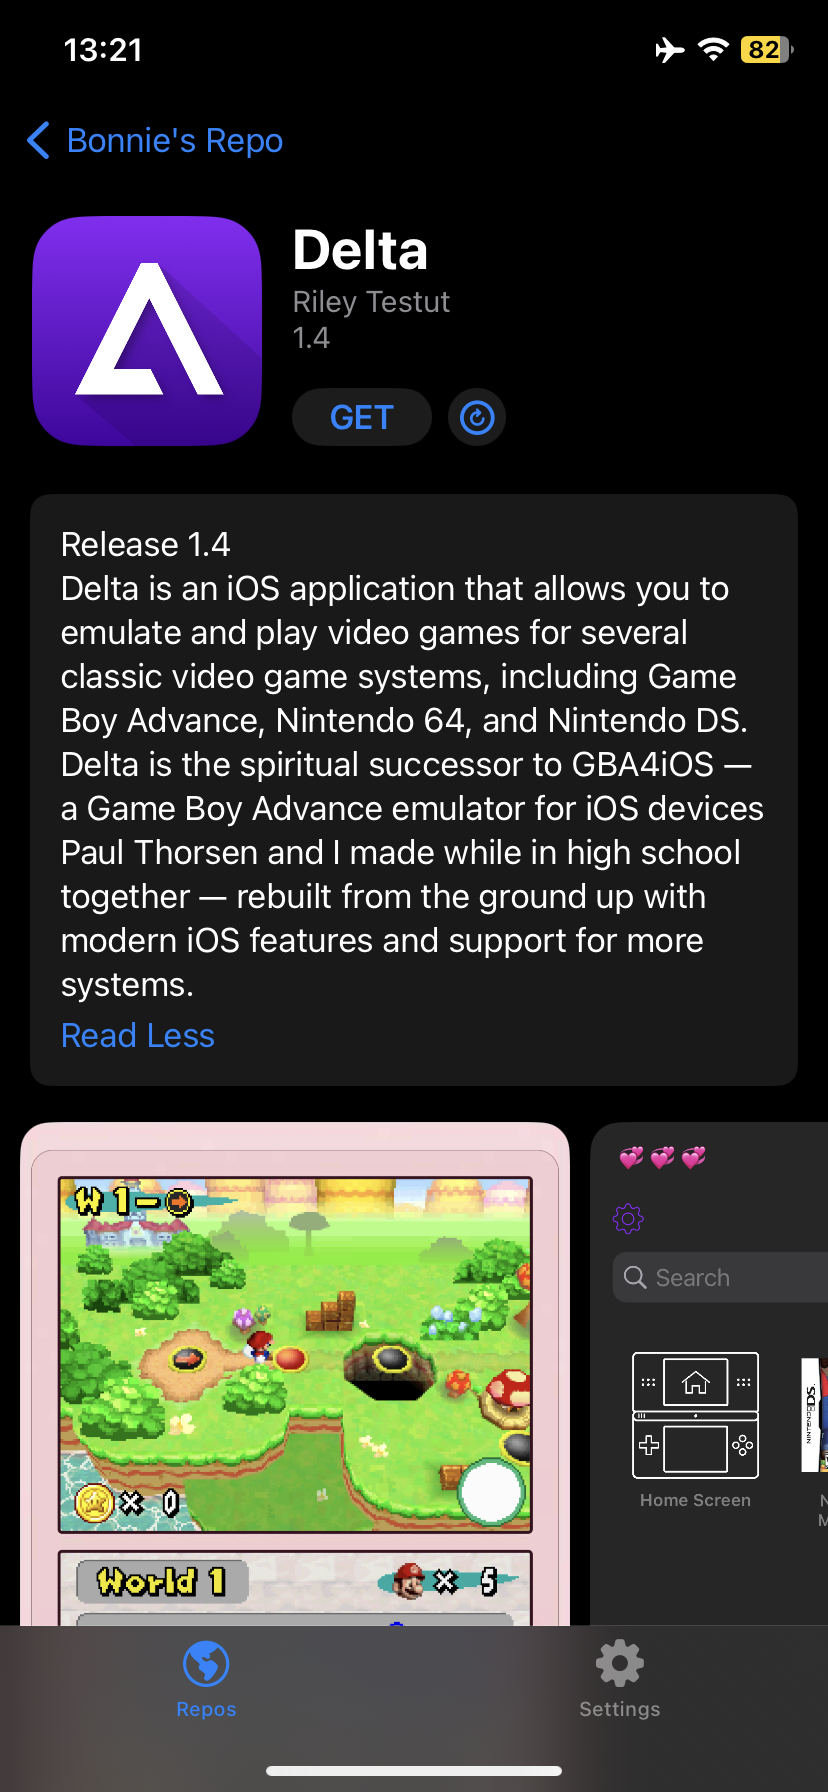 13:21
82
Bonnie's Repo
Delta
Riley Testut
1.4
GET
Release 1.4
Delta is an iOS application that allows you to
emulate and play video games for several
classic video game systems, including Game
Boy Advance, Nintendo 64, and Nintendo DS.
Delta is the spiritual successor to GBA4iOS —
a Game Boy Advance emulator for iOS devices
Paul Thorsen and I made while in high school
together — rebuilt from the ground up with
modern iOS features and support for more
systems.
Read Less
W 1-
× 0
World 1
× 5
Search
NINTENDO DS
Home Screen
N
M
Repos
Settings